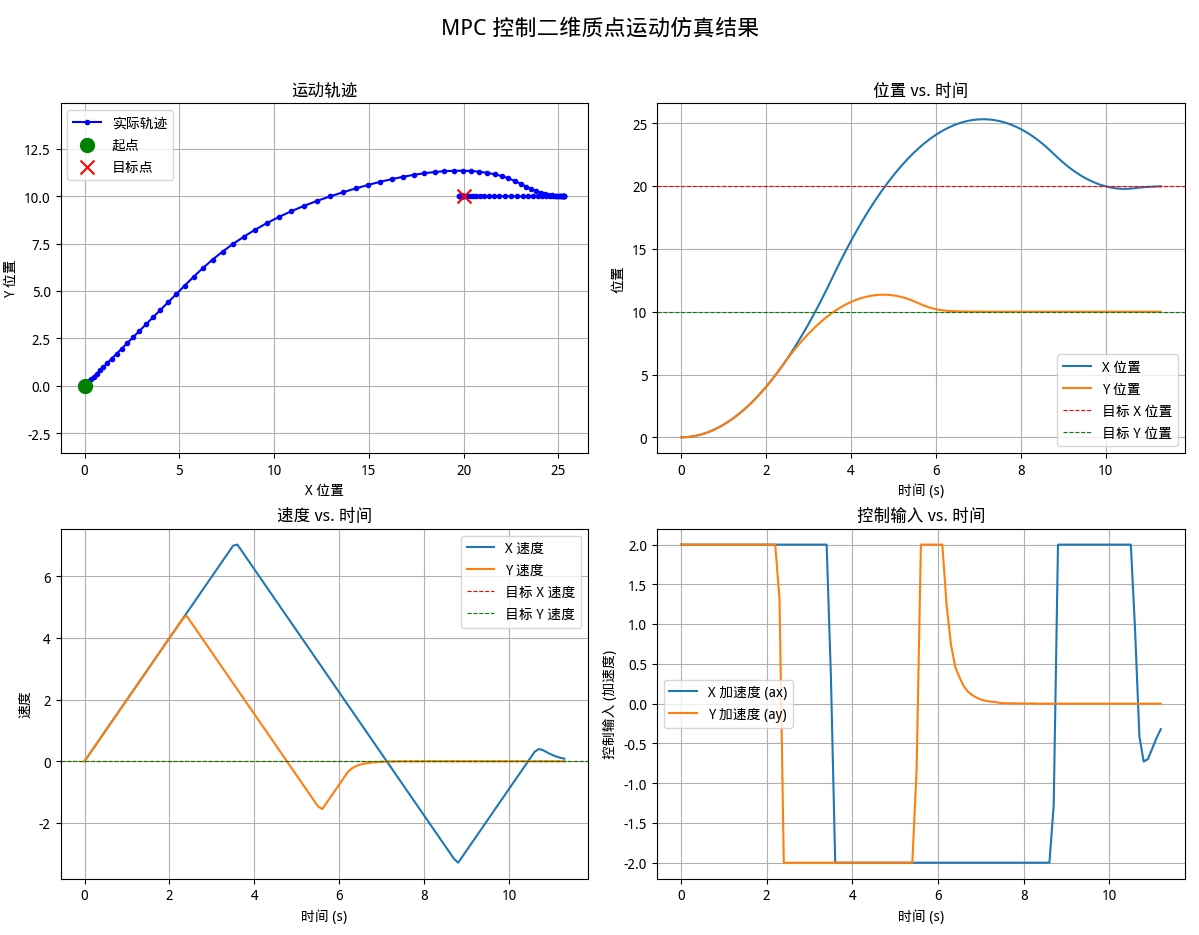 MPC 控制二维质点运动仿真结果
运动轨迹
实际轨迹
起点
目标点
12.5
10.0
7.5
5.0
2.5
0.0
-2.5
Y 位置
0
5
10
15
20
25
X 位置
位置 vs. 时间
25
20
15
10
5
0
位置
X 位置
Y 位置
目标 X 位置
目标 Y 位置
0
2
4
6
8
10
时间 (s)
速度 vs. 时间
X 速度
Y 速度
目标 X 速度
目标 Y 速度
6
4
2
0
-2
速度
0
2
4
6
8
10
时间 (s)
控制输入 vs. 时间
2.0
1.5
1.0
0.5
0.0
-0.5
-1.0
-1.5
-2.0
控制输入 (加速度)
X 加速度 (ax)
Y 加速度 (ay)
0
2
4
6
8
10
时间 (s)